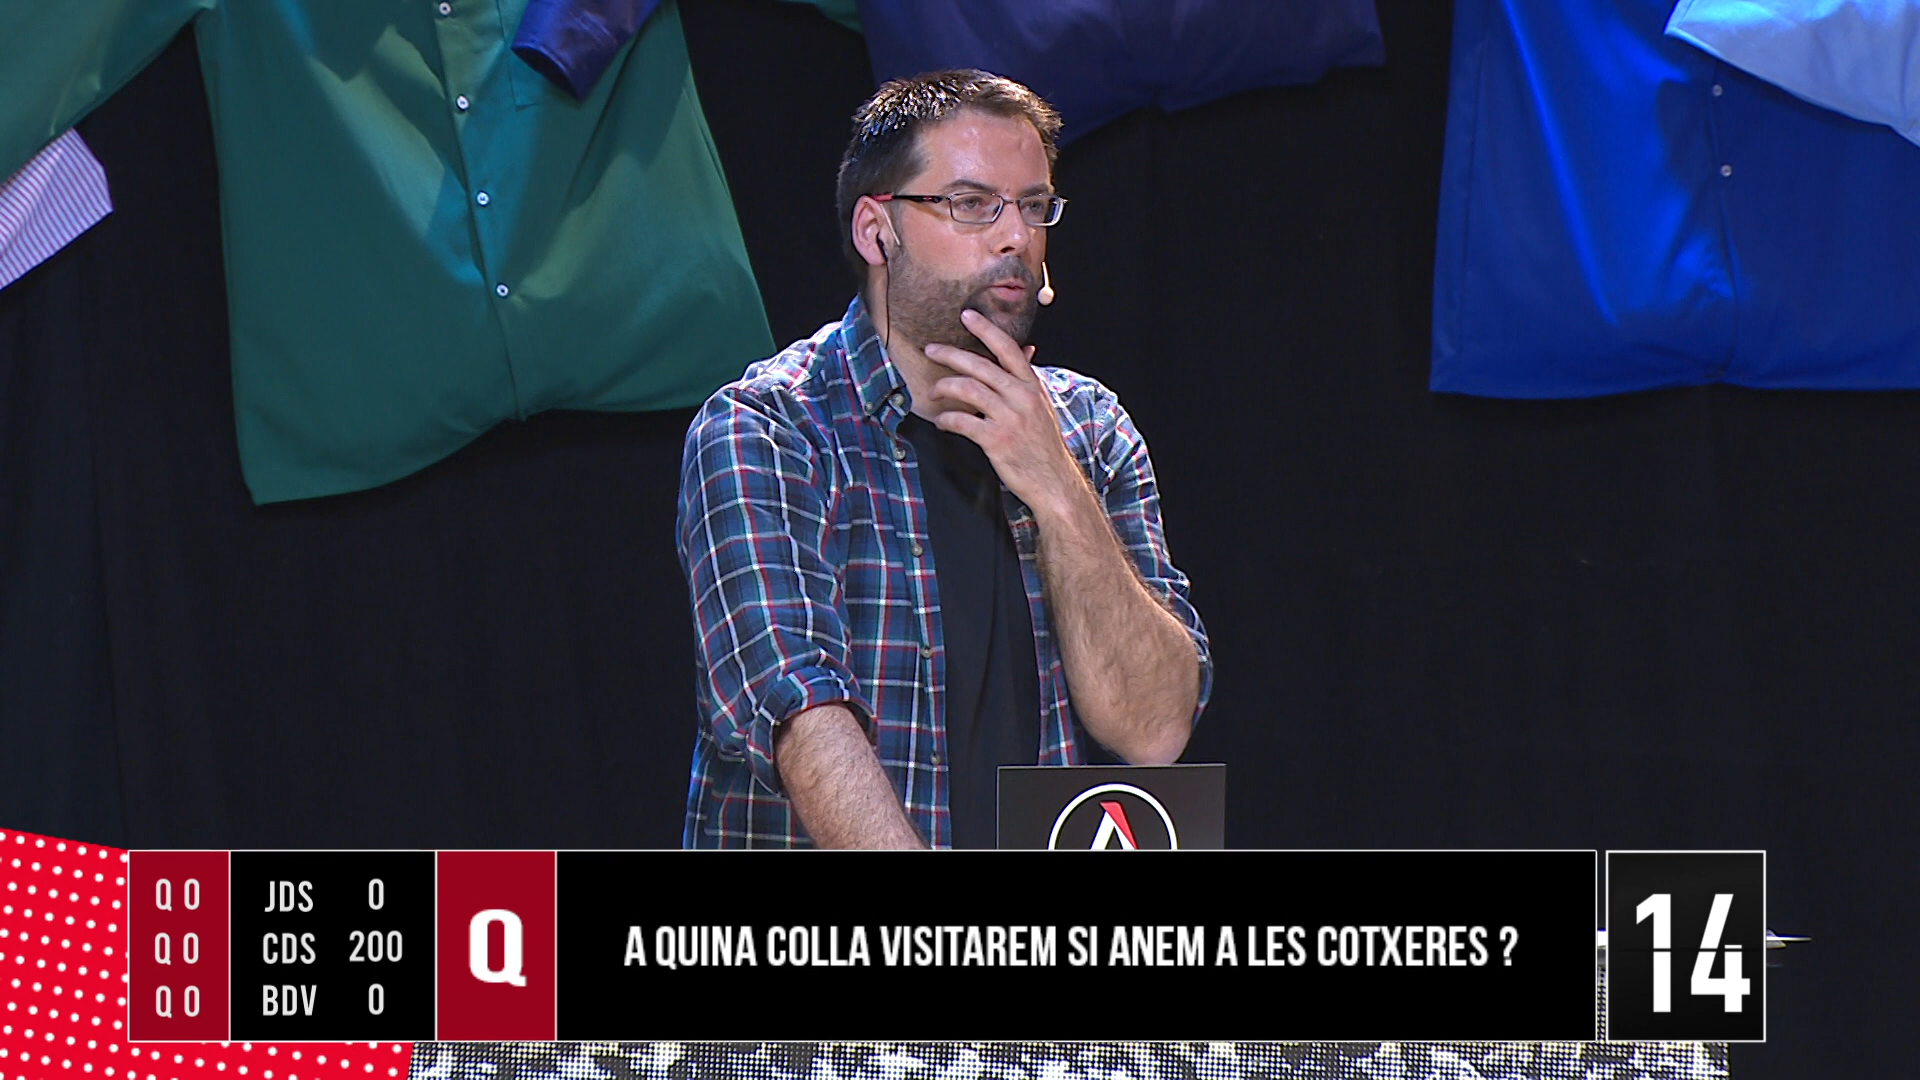 Q 0 JDS 0
Q 0 CDS 200
Q 0 BDV 0
Q
A QUINA COLLA VISITAREM SI ANEM A LES COTXERES ?
14